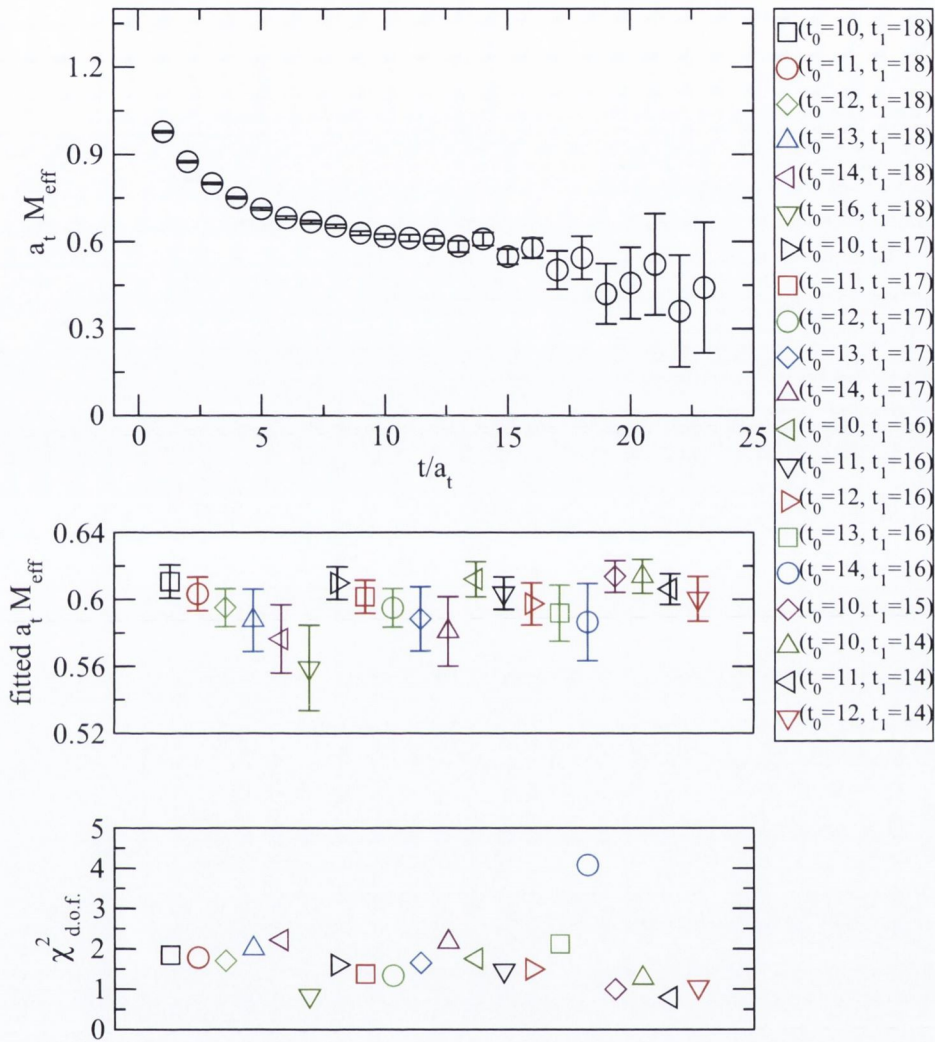 1.2
0.9
0.6
0.3
0
a_t M_eff
0 5 10 15 20 25
t/a_t
0.64
0.6
0.56
0.52
fitted a_t M_eff
5
4
3
2
1
0
χ²_d.o.f.
(t_0=10, t_1=18)
(t_0=11, t_1=18)
(t_0=12, t_1=18)
(t_0=13, t_1=18)
(t_0=14, t_1=18)
(t_0=16, t_1=18)
(t_0=10, t_1=17)
(t_0=11, t_1=17)
(t_0=12, t_1=17)
(t_0=13, t_1=17)
(t_0=14, t_1=17)
(t_0=10, t_1=16)
(t_0=11, t_1=16)
(t_0=12, t_1=16)
(t_0=13, t_1=16)
(t_0=14, t_1=16)
(t_0=10, t_1=15)
(t_0=10, t_1=14)
(t_0=11, t_1=14)
(t_0=12, t_1=14)